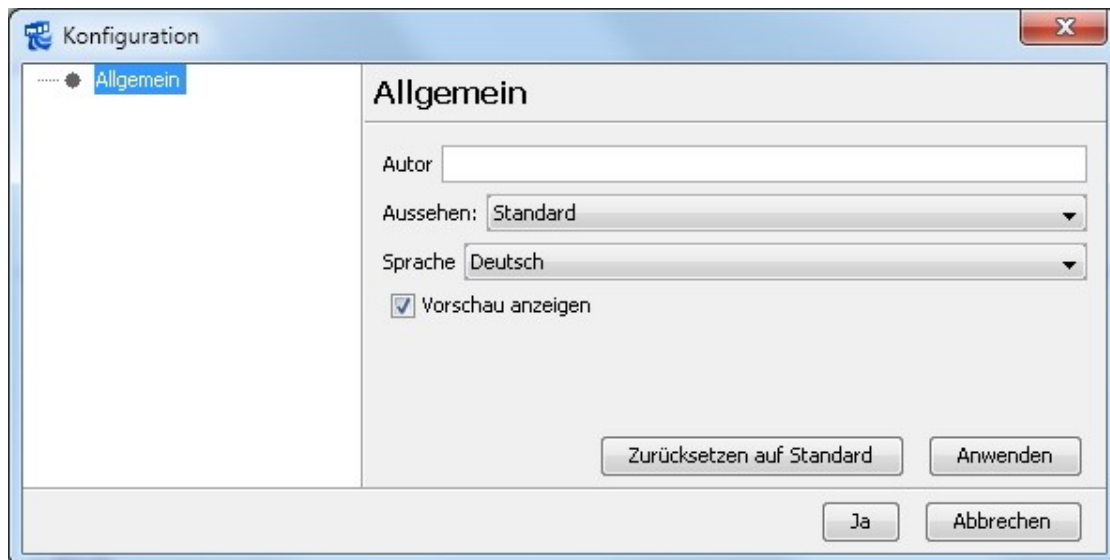 Konfiguration
Allgemein
Allgemein
Autor
Aussehen: Standard
Sprache Deutsch
Vorschau anzeigen
Zurücksetzen auf Standard Anwenden
Ja Abbrechen